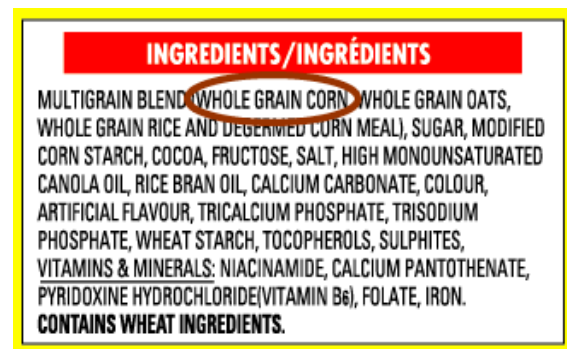 INGREDIENTS/INGRÉDIENTS
MULTIGRAIN BLEND (WHOLE GRAIN CORN, WHOLE GRAIN OATS,
WHOLE GRAIN RICE AND DEGERMED CORN MEAL), SUGAR, MODIFIED
CORN STARCH, COCOA, FRUCTOSE, SALT, HIGH MONOUNSATURATED
CANOLA OIL, RICE BRAN OIL, CALCIUM CARBONATE, COLOUR,
ARTIFICIAL FLAVOUR, TRICALCIUM PHOSPHATE, TRISODIUM
PHOSPHATE, WHEAT STARCH, TOCOPHEROLS, SULPHITES,
VITAMINS & MINERALS: NIACINAMIDE, CALCIUM PANTOTHENATE,
PYRIDOXINE HYDROCHLORIDE(VITAMIN B6), FOLATE, IRON.
CONTAINS WHEAT INGREDIENTS.